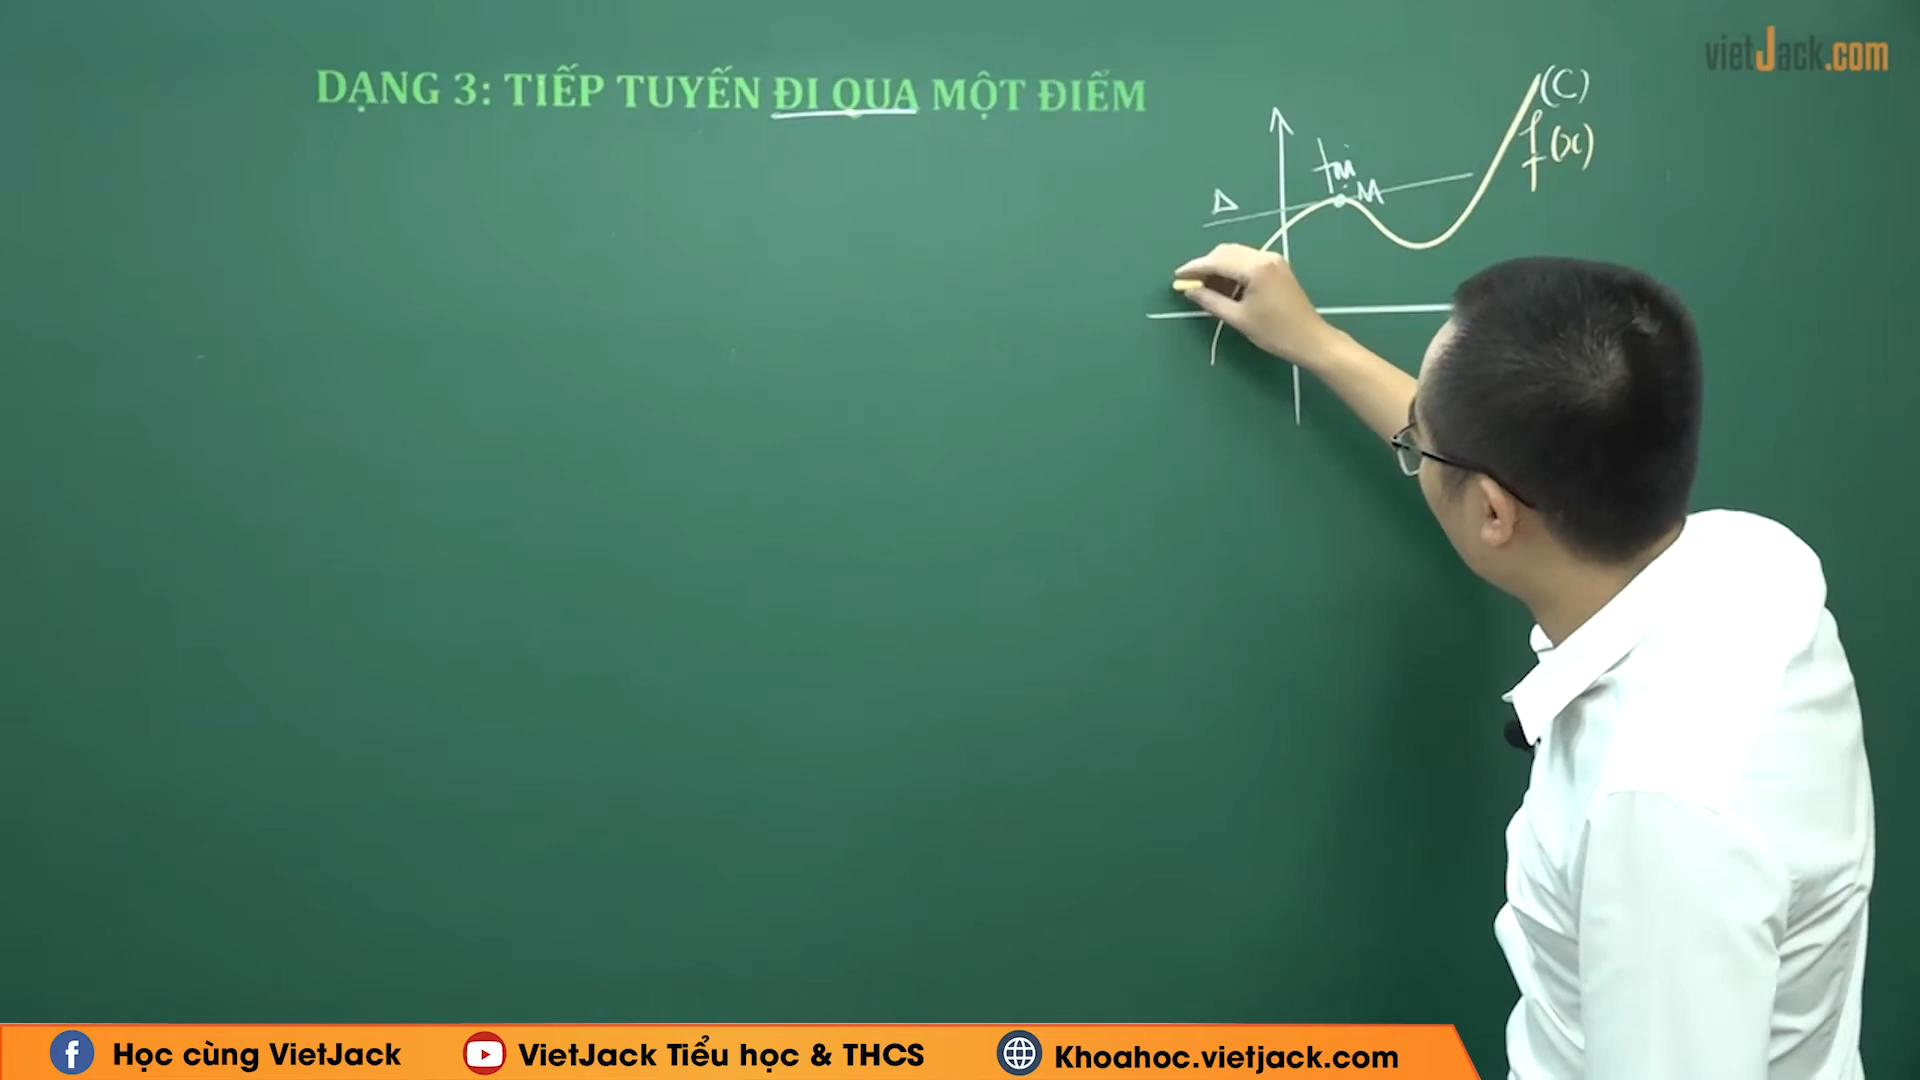 vietJack.com
DẠNG 3: TIẾP TUYẾN ĐI QUA MỘT ĐIỂM
(C)
f(x)
tại
M
Δ
Học cùng VietJack
VietJack Tiểu học & THCS
Khoahoc.vietjack.com